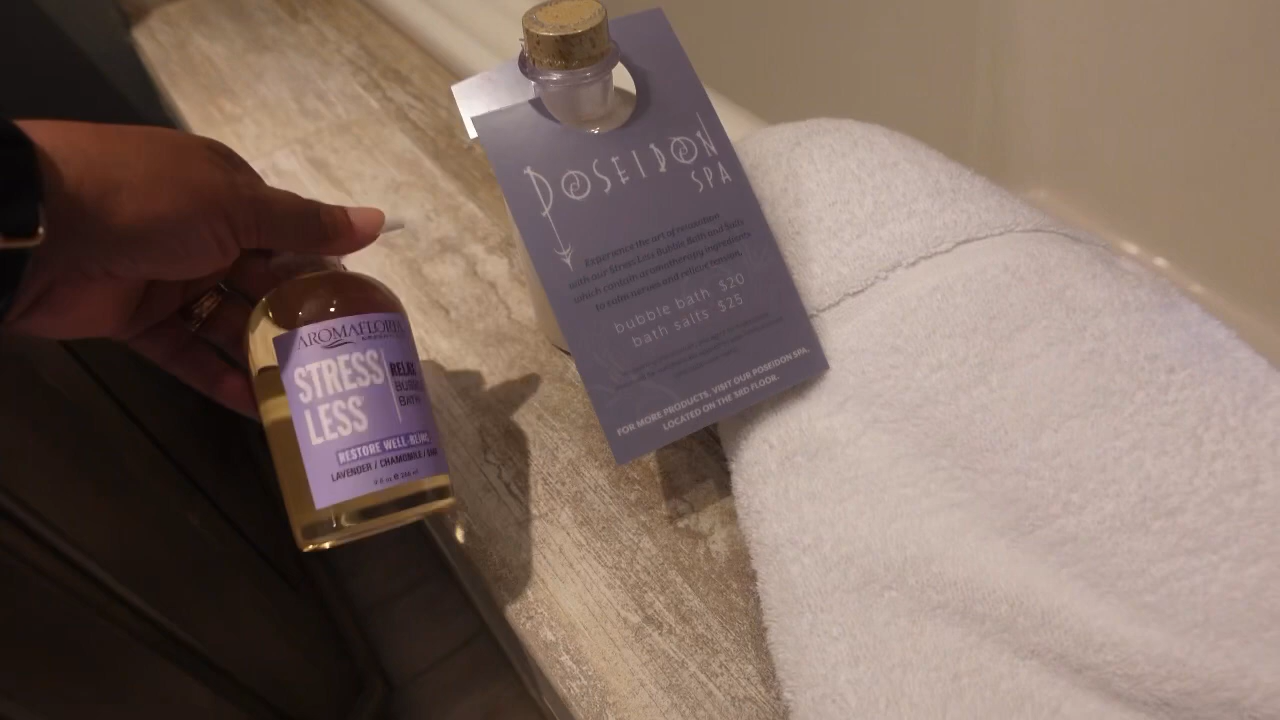 AROMAFLORIA
STRESS
LESS
RELAX
BUBBLE
BATH
RESTORE WELL-BEING
LAVENDER / CHAMOMILE /
POSEIDON
SPA
Experience the art of relaxation
with our Stress Less Bubble Bath and Salts
which contain aromatherapy ingredients
to calm nerves and relieve tension.
bubble bath $20
bath salts $25
FOR MORE PRODUCTS, VISIT OUR POSEIDON SPA,
LOCATED ON THE 3RD FLOOR.